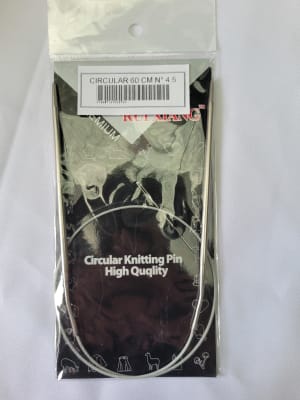 CIRCULAR 60 CM N° 4 5
Circular Knitting Pin
High Quqlity